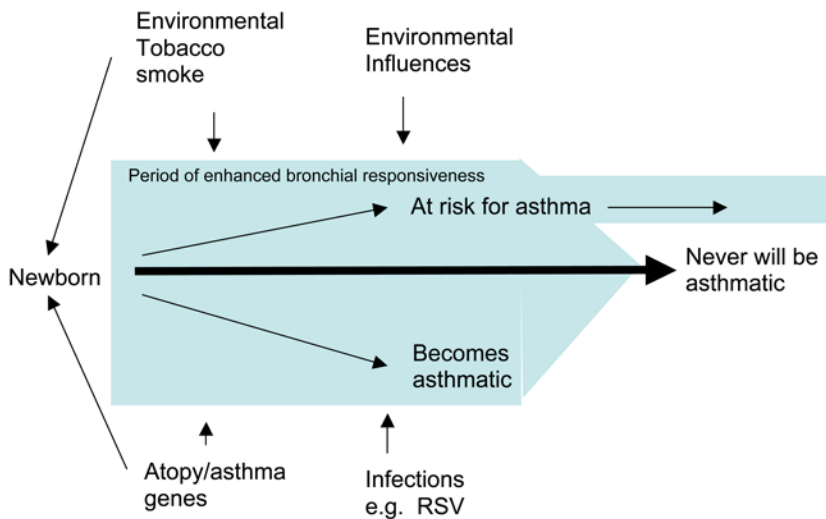 Environmental
Tobacco
smoke
Environmental
Influences
Period of enhanced bronchial responsiveness
At risk for asthma
Newborn
Never will be
asthmatic
Becomes
asthmatic
Atopy/asthma
genes
Infections
e.g. RSV